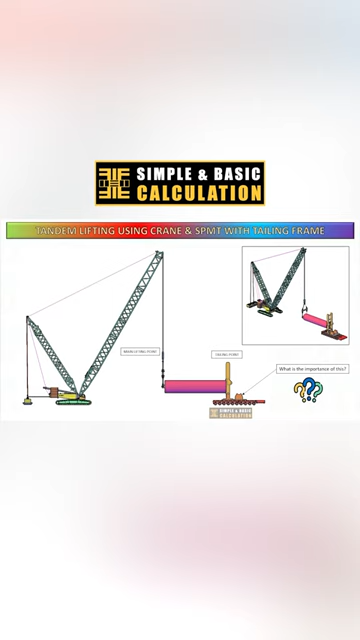 SIMPLE & BASIC
CALCULATION
TANDEM LIFTING USING CRANE & SPMT WITH TAILING FRAME
MAIN LIFTING POINT
TAILING POINT
What is the importance of this?
???
SIMPLE & BASIC
CALCULATION